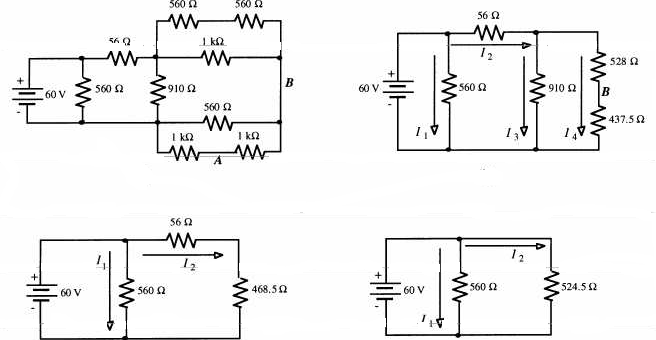 560 Ω 560 Ω
56 Ω 1 kΩ
+ 60 V - 560 Ω 910 Ω B
560 Ω
1 kΩ 1 kΩ
A
56 Ω
I2
+ 60 V - 560 Ω 910 Ω 528 Ω
B
437.5 Ω
I1 I3 I4
56 Ω
I1 I2
+ 60 V - 560 Ω 468.5 Ω
I2
+ 60 V - 560 Ω 524.5 Ω
I1